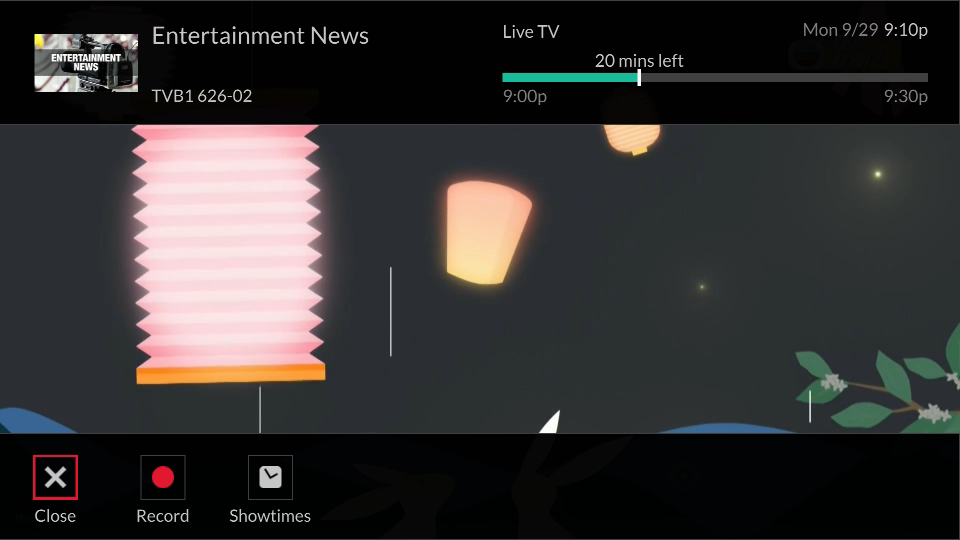 Entertainment News
ENTERTAINMENT
NEWS
TVB1 626-02
Live TV
Mon 9/29 9:10p
20 mins left
9:00p
9:30p
Close
Record
Showtimes